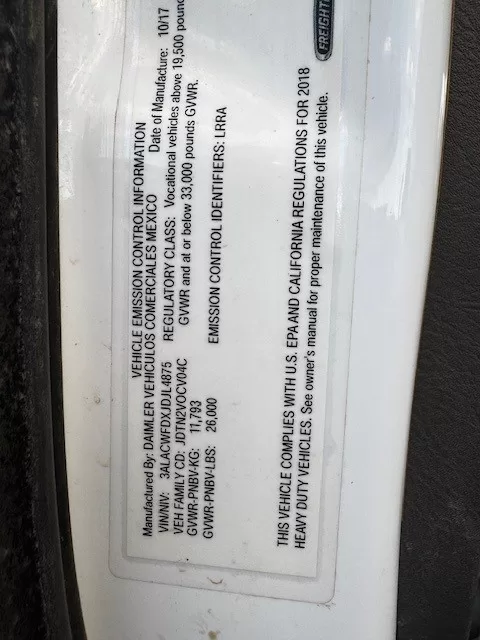 VEHICLE EMISSION CONTROL INFORMATION
Manufactured By: DAIMLER VEHICULOS COMERCIALES MEXICO Date of Manufacture: 10/17
VIN/NIV: 3ALACWFDXJDJL4875 REGULATORY CLASS: Vocational vehicles above 19,500 pound
VEH FAMILY CD: JDTN2VOCV04C GVWR and at or below 33,000 pounds GVWR.
GVWR-PNBV-KG: 11,793
GVWR-PNBV-LBS: 26,000 EMISSION CONTROL IDENTIFIERS: LRRA
THIS VEHICLE COMPLIES WITH U.S. EPA AND CALIFORNIA REGULATIONS FOR 2018
HEAVY DUTY VEHICLES. See owner's manual for proper maintenance of this vehicle.
FREIGHT